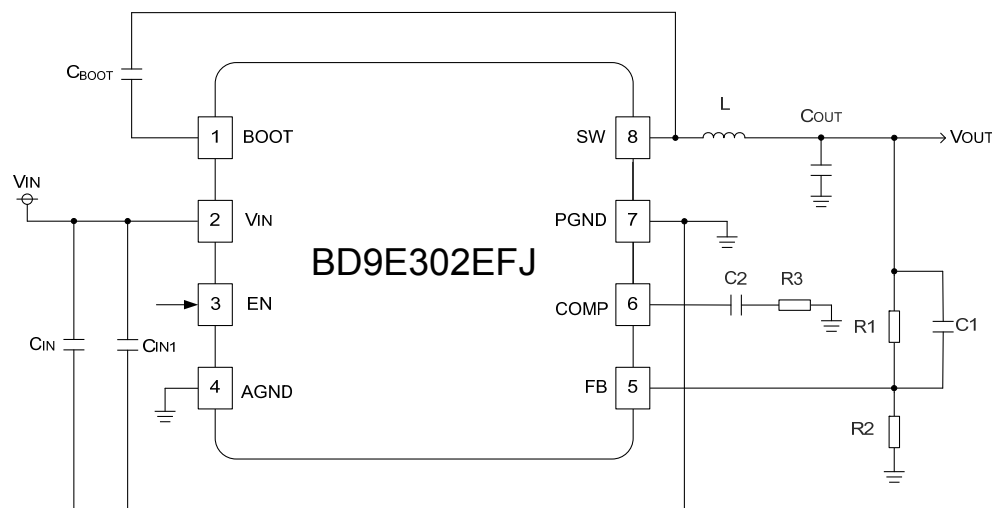 CBOOT
L
COUT
1
BOOT
SW
8
VOUT
VIN
2
VIN
PGND
7
BD9E302EFJ
3
EN
COMP
6
C2
R3
CIN
CIN1
R1
C1
4
AGND
FB
5
R2